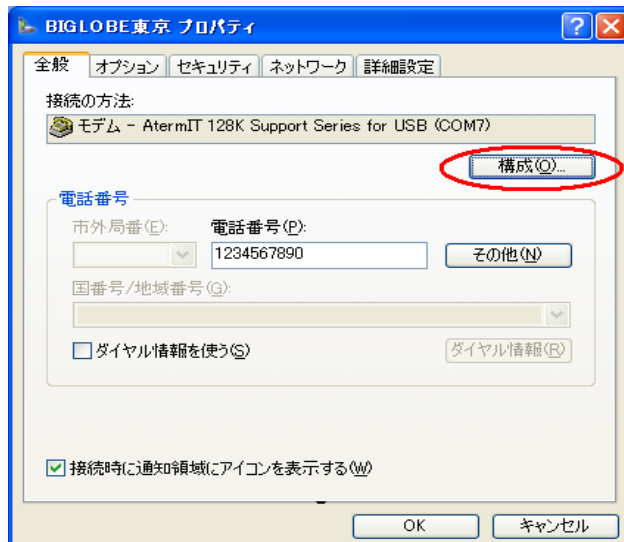 BIGLOBE東京 プロパティ
全般 オプション セキュリティ ネットワーク 詳細設定
接続の方法:
モデム - AtermIT 128K Support Series for USB (COM7)
構成(O)...
電話番号
市外局番(E): 電話番号(P):
1234567890 その他(N)
国番号/地域番号(G):
ダイヤル情報を使う(S) ダイヤル情報(R)
接続時に通知領域にアイコンを表示する(W)
OK キャンセル